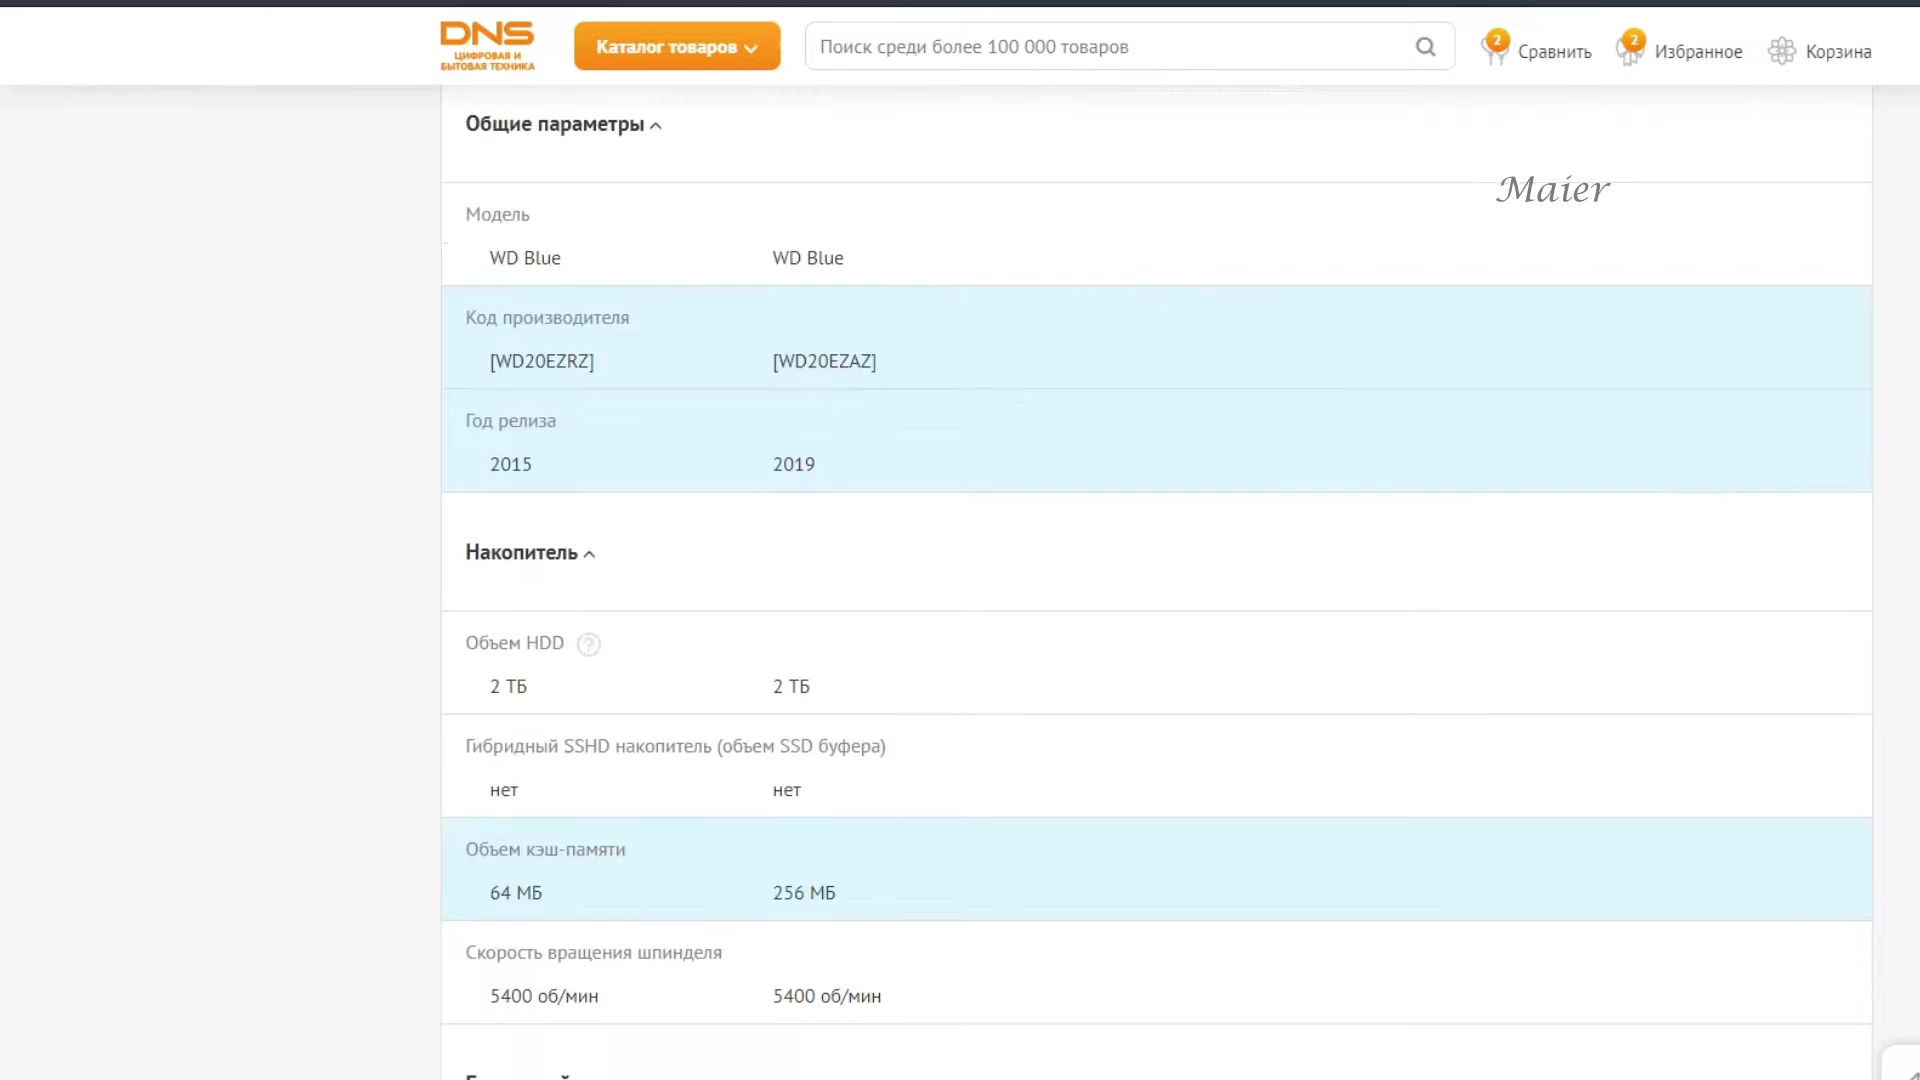 DNS
ЦИФРОВАЯ И
БЫТОВАЯ ТЕХНИКА
Каталог товаров
Поиск среди более 100 000 товаров
2
Сравнить
2
Избранное
Корзина
Общие параметры
Maier
Модель
WD Blue WD Blue
Код производителя
[WD20EZRZ] [WD20EZAZ]
Год релиза
2015 2019
Накопитель
Объем HDD ?
2 ТБ 2 ТБ
Гибридный SSHD накопитель (объем SSD буфера)
нет нет
Объем кэш-памяти
64 МБ 256 МБ
Скорость вращения шпинделя
5400 об/мин 5400 об/мин